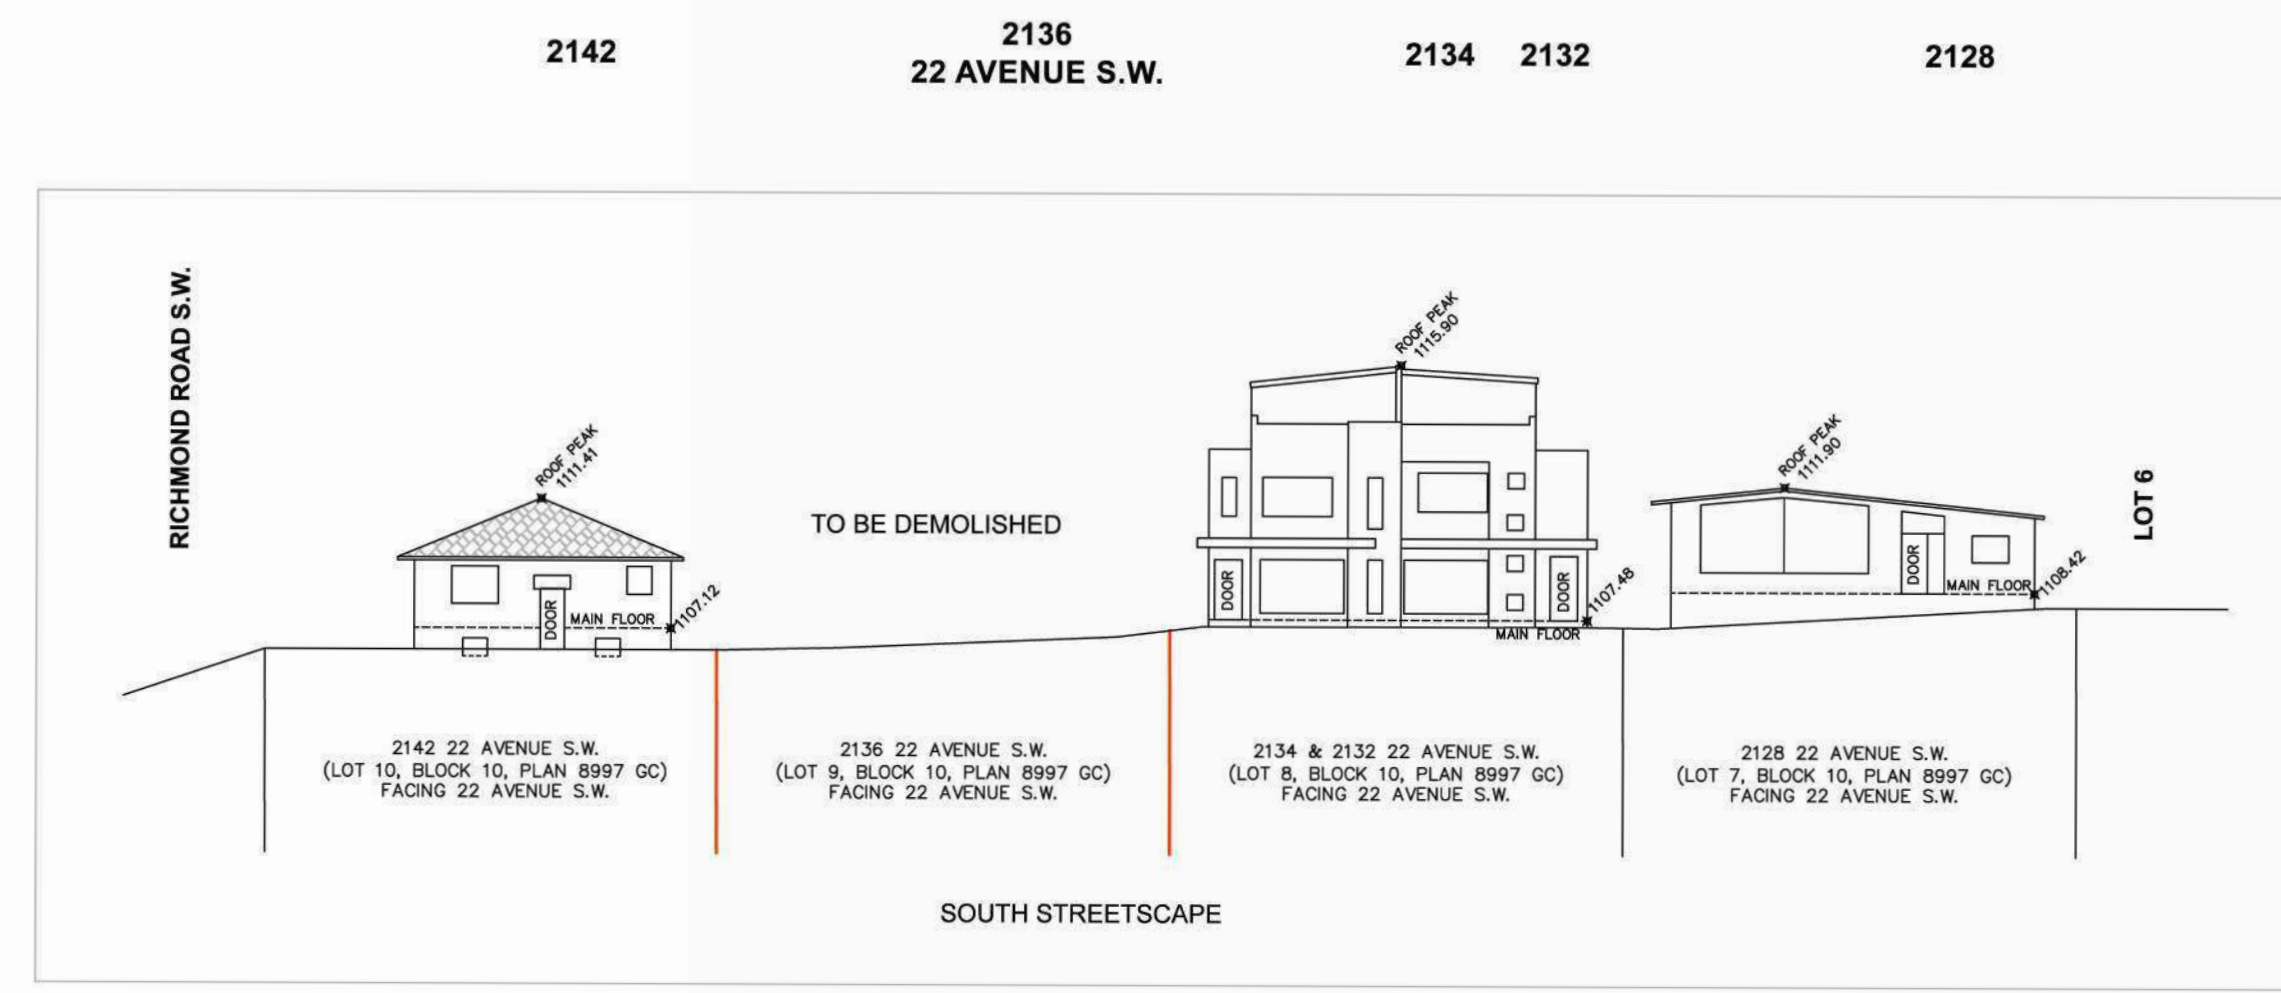 2142
2136
22 AVENUE S.W.
2134
2132
2128
RICHMOND ROAD S.W.
ROOF PEAK
1111.41
DOOR
MAIN FLOOR
1107.12
TO BE DEMOLISHED
ROOF PEAK
1115.90
DOOR
DOOR
1107.48
MAIN FLOOR
ROOF PEAK
1111.90
DOOR
MAIN FLOOR
1108.42
LOT 6
2142 22 AVENUE S.W.
(LOT 10, BLOCK 10, PLAN 8997 GC)
FACING 22 AVENUE S.W.
2136 22 AVENUE S.W.
(LOT 9, BLOCK 10, PLAN 8997 GC)
FACING 22 AVENUE S.W.
2134 & 2132 22 AVENUE S.W.
(LOT 8, BLOCK 10, PLAN 8997 GC)
FACING 22 AVENUE S.W.
2128 22 AVENUE S.W.
(LOT 7, BLOCK 10, PLAN 8997 GC)
FACING 22 AVENUE S.W.
SOUTH STREETSCAPE